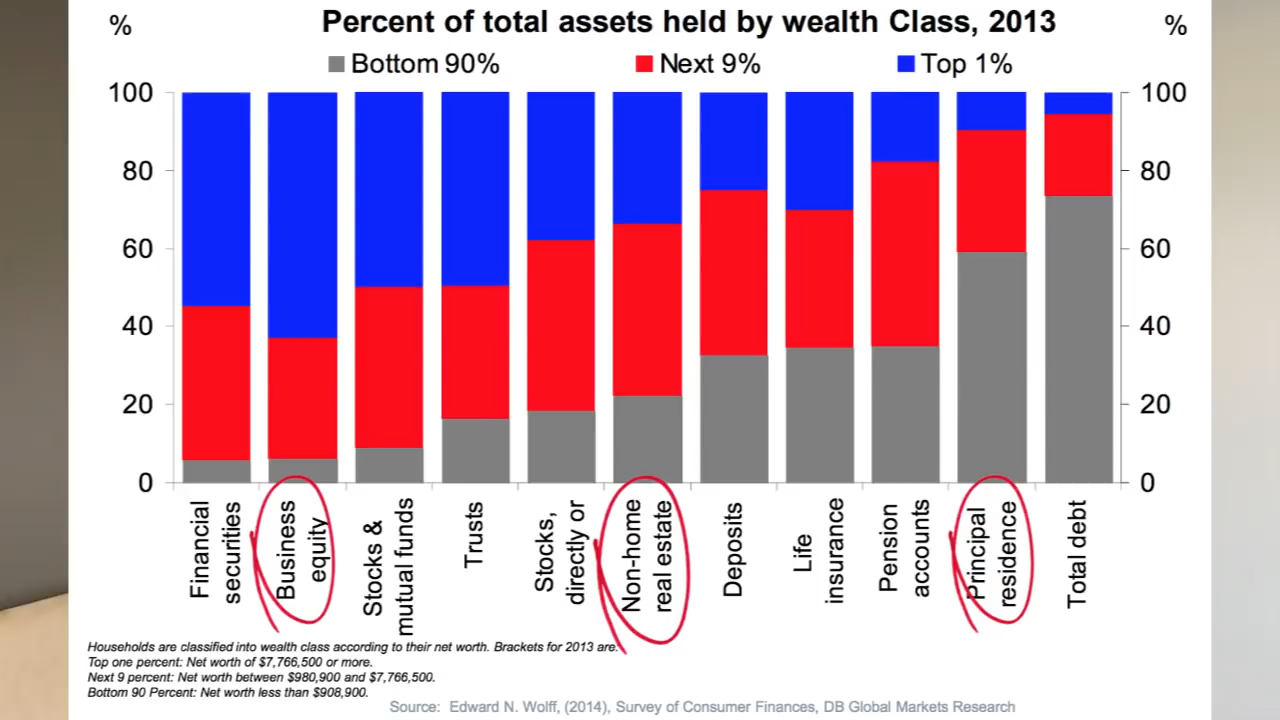 Percent of total assets held by wealth Class, 2013
% %
Bottom 90% Next 9% Top 1%
100 100
80 80
60 60
40 40
20 20
0 0
Financial
securities
Business
equity
Stocks &
mutual funds
Trusts
Stocks,
directly or
Non-home
real estate
Deposits
Life
insurance
Pension
accounts
Principal
residence
Total debt
Households are classified into wealth class according to their net worth. Brackets for 2013 are:
Top one percent: Net worth of $7,766,500 or more.
Next 9 percent: Net worth between $980,900 and $7,766,500.
Bottom 90 Percent: Net worth less than $908,900.
Source: Edward N. Wolff, (2014), Survey of Consumer Finances, DB Global Markets Research